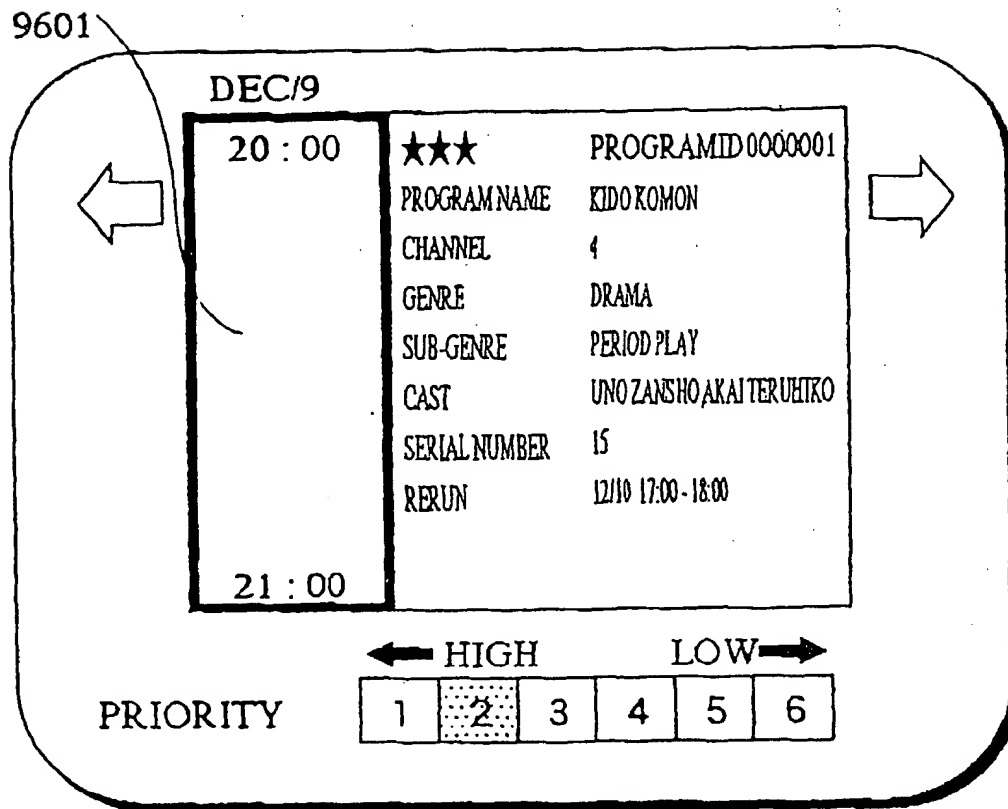 9601
DEC/9
20 : 00
★★★ PROGRAMID 0000001
PROGRAM NAME KIDO KOMON
CHANNEL 4
GENRE DRAMA
SUB-GENRE PERIOD PLAY
CAST UNO ZANSHO,AKAI TERUHIKO
SERIAL NUMBER 15
RERUN 12/10 17:00 - 18:00
21 : 00
HIGH LOW
PRIORITY 1 2 3 4 5 6